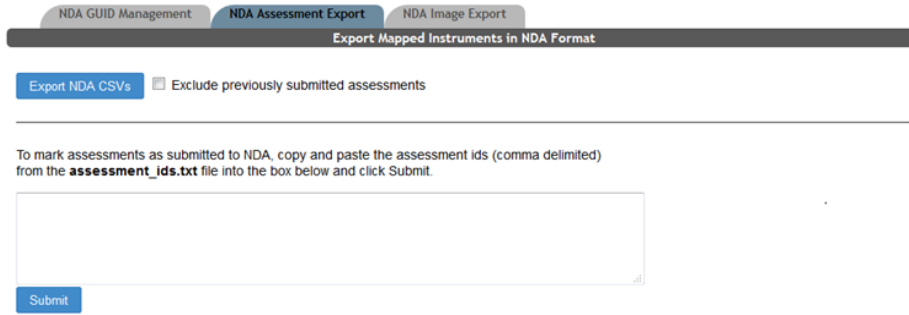 NDA GUID Management NDA Assessment Export NDA Image Export
Export Mapped Instruments in NDA Format
Export NDA CSVs Exclude previously submitted assessments
To mark assessments as submitted to NDA, copy and paste the assessment ids (comma delimited)
from the assessment_ids.txt file into the box below and click Submit.
Submit